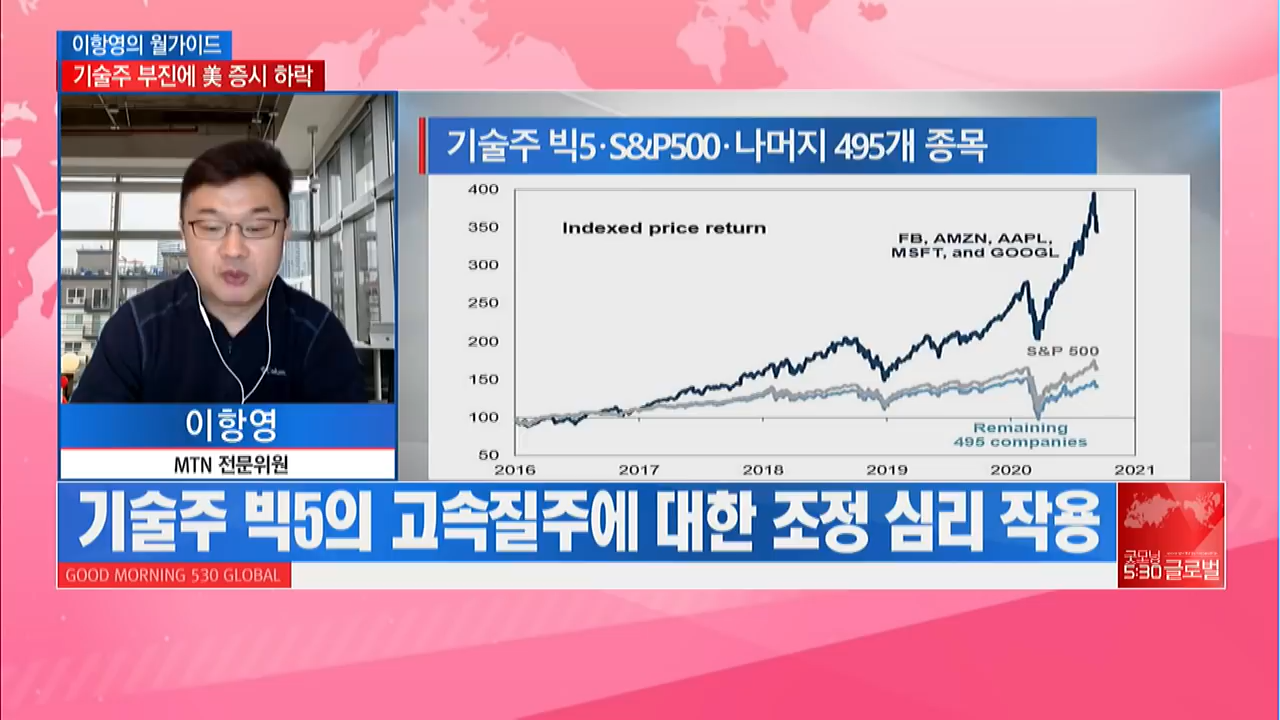 이항영의 월가이드
기술주 부진에 美 증시 하락
기술주 빅5·S&P500·나머지 495개 종목
400
350
300
250
200
150
100
50
Indexed price return
FB, AMZN, AAPL,
MSFT, and GOOGL
S&P 500
Remaining
495 companies
2016 2017 2018 2019 2020 2021
이항영
MTN 전문위원
기술주 빅5의 고속질주에 대한 조정 심리 작용
GOOD MORNING 530 GLOBAL
굿모닝
5:30 글로벌